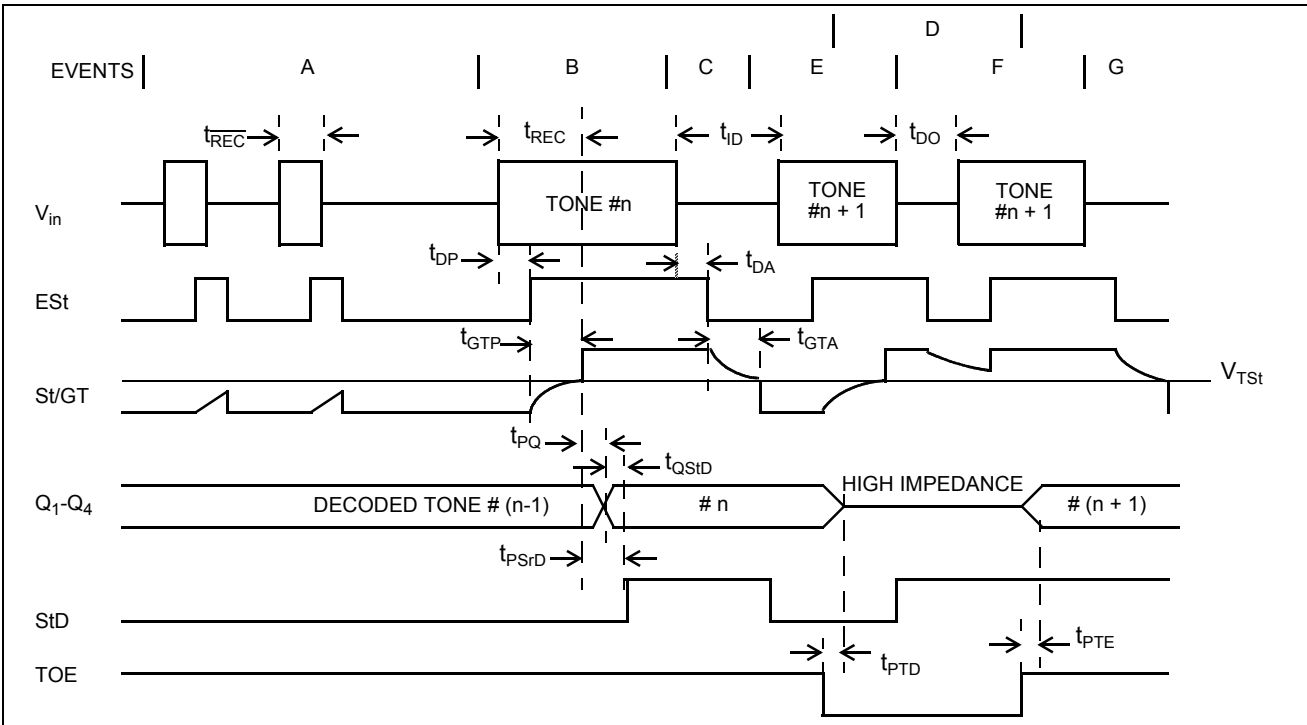 D
EVENTS A B C E F G
tREC tREC tID tDO
Vin TONE #n TONE #n + 1 TONE #n + 1
tDP tDA
ESt
tGTP tGTA
St/GT VTSt
tPQ
tQStD
Q1-Q4 DECODED TONE # (n-1) # n HIGH IMPEDANCE # (n + 1)
tPSrD
StD
tPTD tPTE
TOE